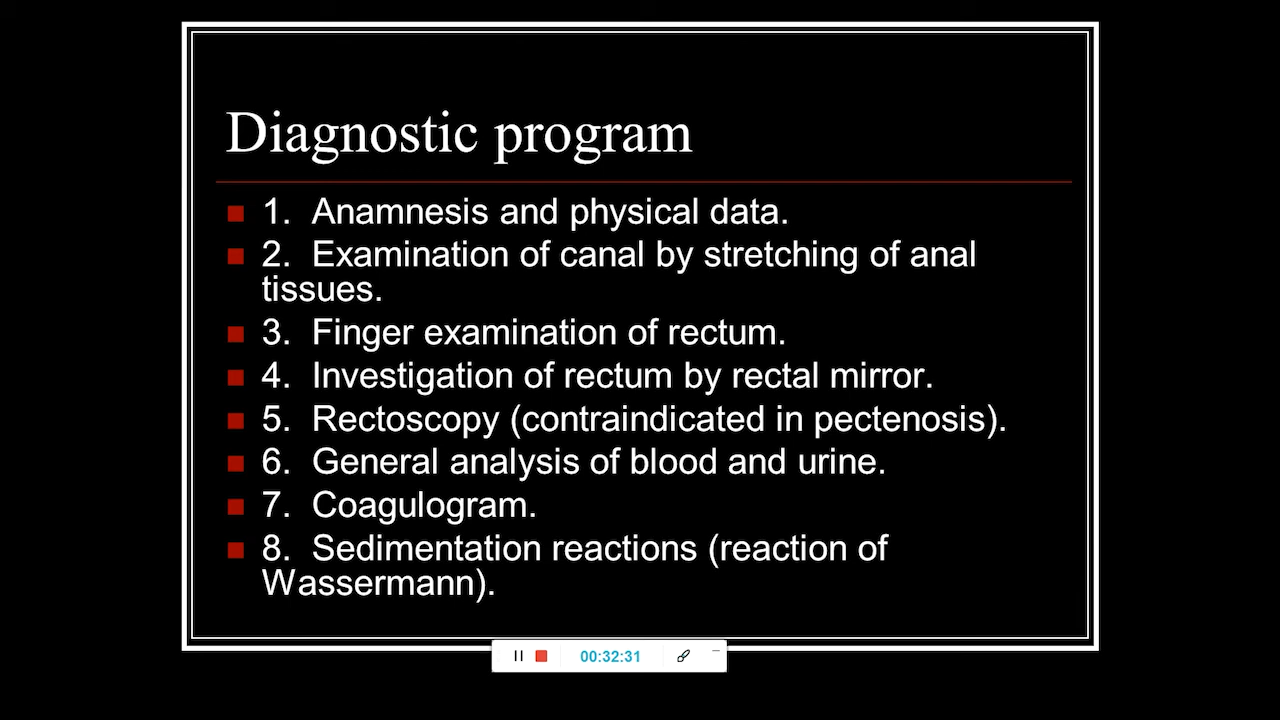 Diagnostic program
1. Anamnesis and physical data.
2. Examination of canal by stretching of anal
tissues.
3. Finger examination of rectum.
4. Investigation of rectum by rectal mirror.
5. Rectoscopy (contraindicated in pectenosis).
6. General analysis of blood and urine.
7. Coagulogram.
8. Sedimentation reactions (reaction of
Wassermann).
00:32:31